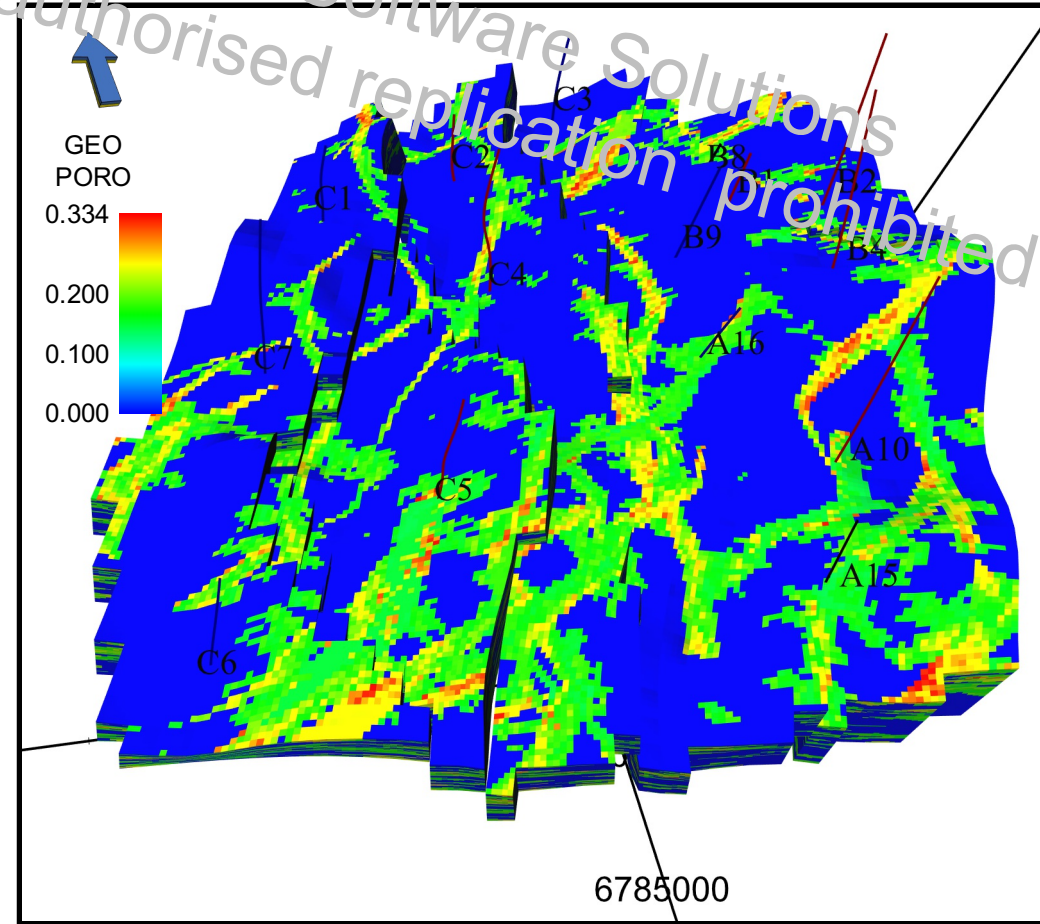 Software Solutions
authorised replication prohibited
GEO
PORO
0.334
0.200
0.100
0.000
C3
C2
B8
B1
B2
C1
B9
B4
C4
A16
C7
A10
C5
A15
C6
6785000